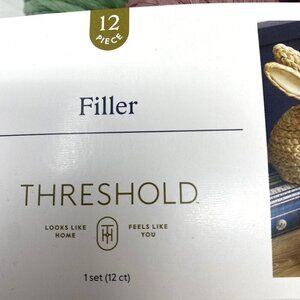 12
PIECE
Filler
THRESHOLD
LOOKS LIKE FEELS LIKE
HOME YOU
1 set (12 ct)